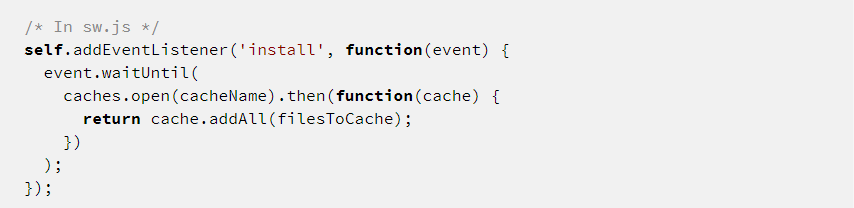 /* In sw.js */
self.addEventListener('install', function(event) {
  event.waitUntil(
    caches.open(cacheName).then(function(cache) {
      return cache.addAll(filesToCache);
    })
  );
});